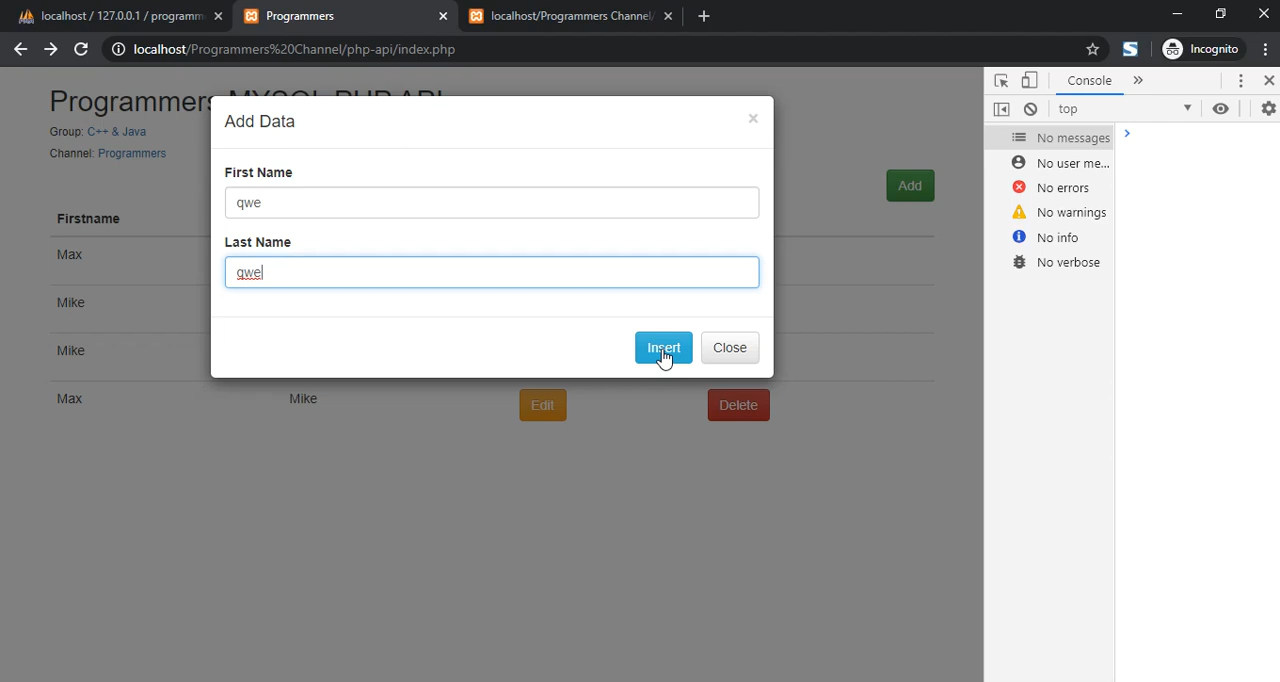 localhost / 127.0.0.1 / programm
Programmers
localhost/Programmers Channel/
localhost/Programmers%20Channel/php-api/index.php
Incognito
Programmers MYSQL PHP API
Group: C++ & Java
Channel: Programmers
Add
Firstname
Max
Mike
Mike
Max
Mike
Edit
Delete
Add Data
First Name
qwe
Last Name
qwe
Insert
Close
Console
top
No messages
No user me...
No errors
No warnings
No info
No verbose